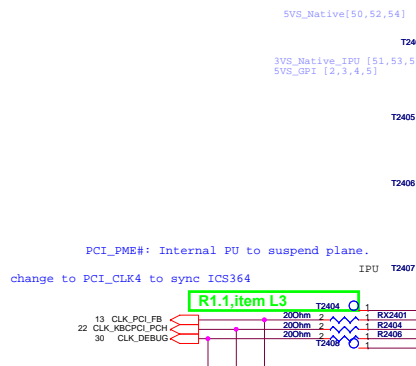 5VS_Native[50,52,54]
3VS_Native_IPU [51,53,5
5VS_GPI [2,3,4,5]
T2405
T2406
PCI_PME#: Internal PU to suspend plane.
IPU T2407
change to PCI_CLK4 to sync ICS364
R1.1,item L3
T2404 1
13 CLK_PCI_FB 20Ohm 2 1 RX2401
22 CLK_KBCPCI_PCH 20Ohm 2 1 R2404
30 CLK_DEBUG 20Ohm 2 1 R2406
T2408 1